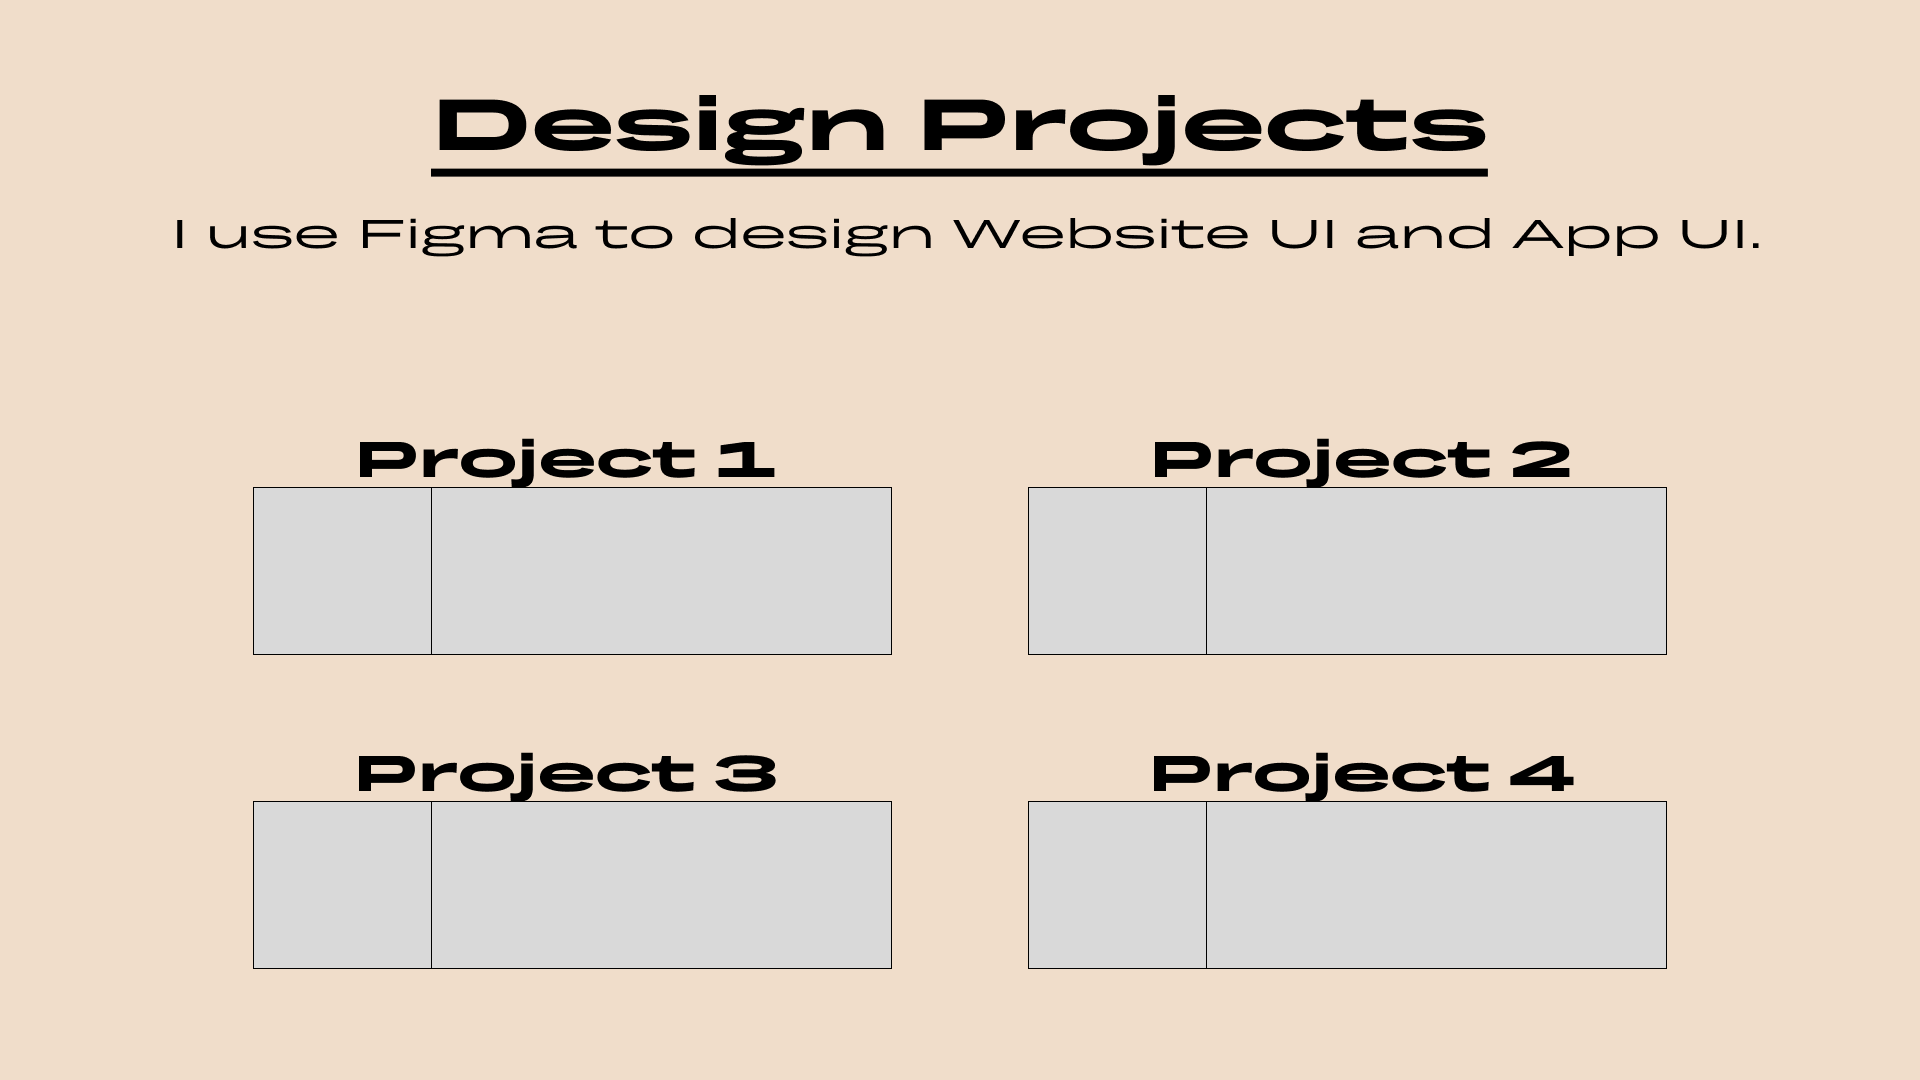 Design Projects
I use Figma to design Website UI and App UI.
Project 1
Project 2
Project 3
Project 4